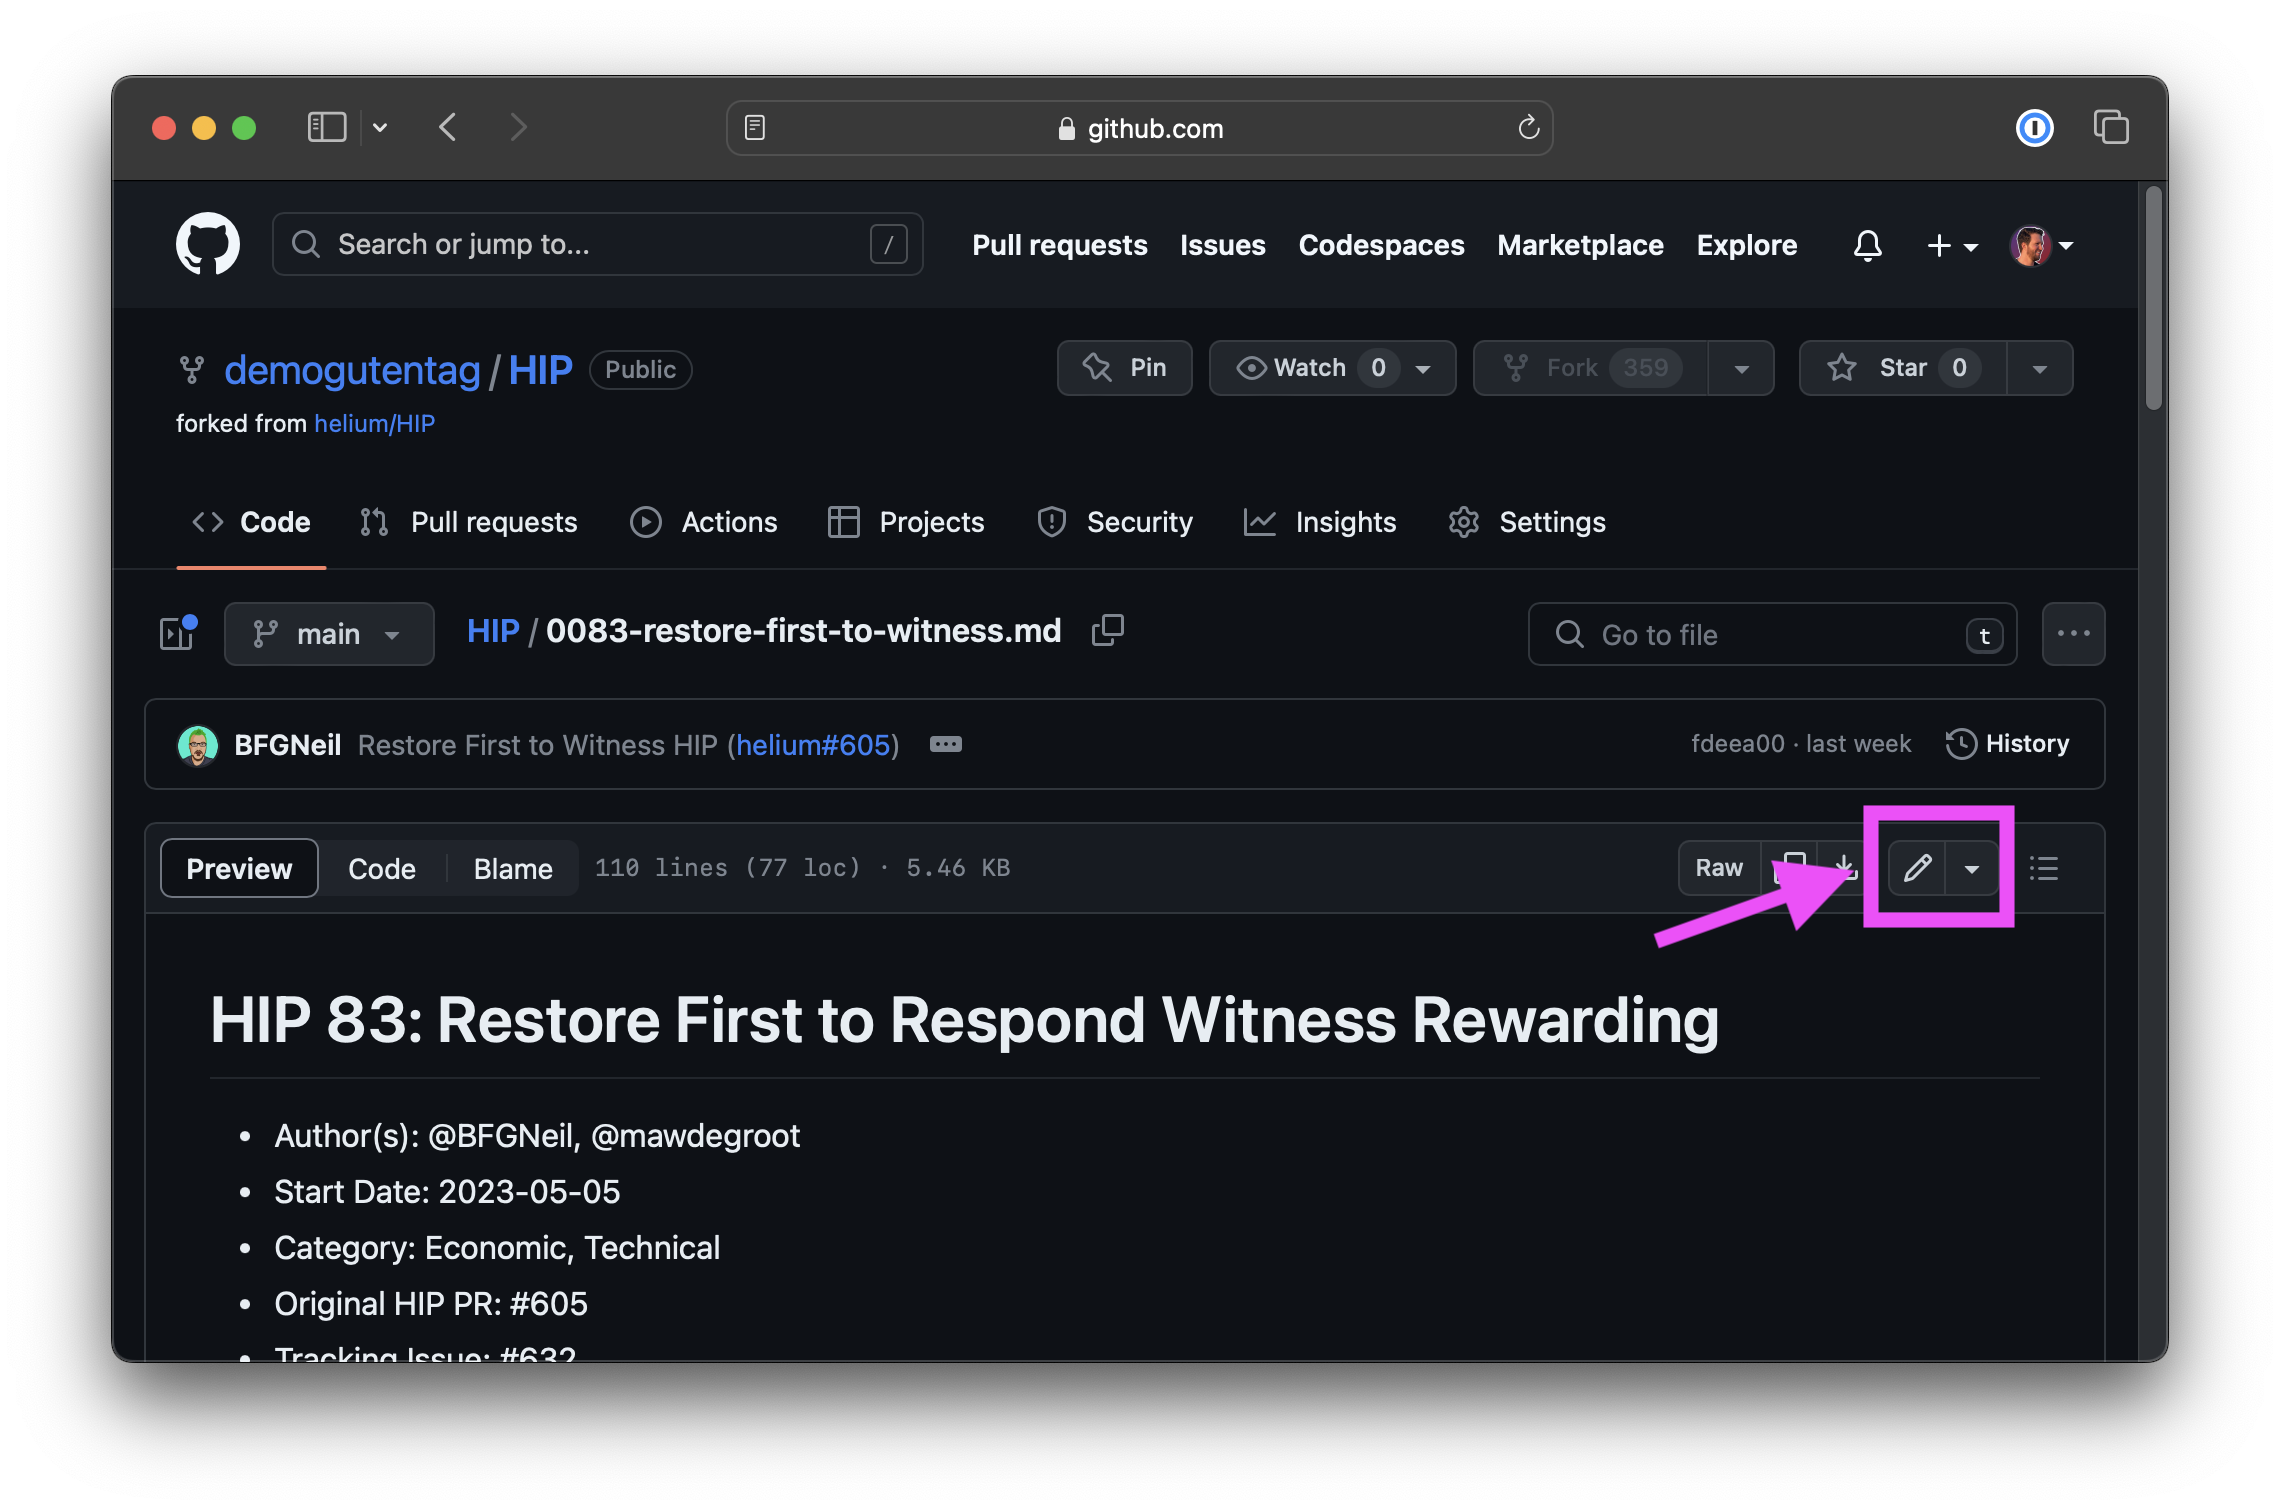 github.com
Search or jump to... /
Pull requests Issues Codespaces Marketplace Explore
demogutentag / HIP Public
Pin Watch 0 Fork 359 Star 0
forked from helium/HIP
Code Pull requests Actions Projects Security Insights Settings
main HIP / 0083-restore-first-to-witness.md Go to file t
BFGNeil Restore First to Witness HIP (helium#605) fdeea00 · last week History
Preview Code Blame 110 lines (77 loc) · 5.46 KB Raw
HIP 83: Restore First to Respond Witness Rewarding
• Author(s): @BFGNeil, @mawdegroot
• Start Date: 2023-05-05
• Category: Economic, Technical
• Original HIP PR: #605
• Tracking Issue: #632